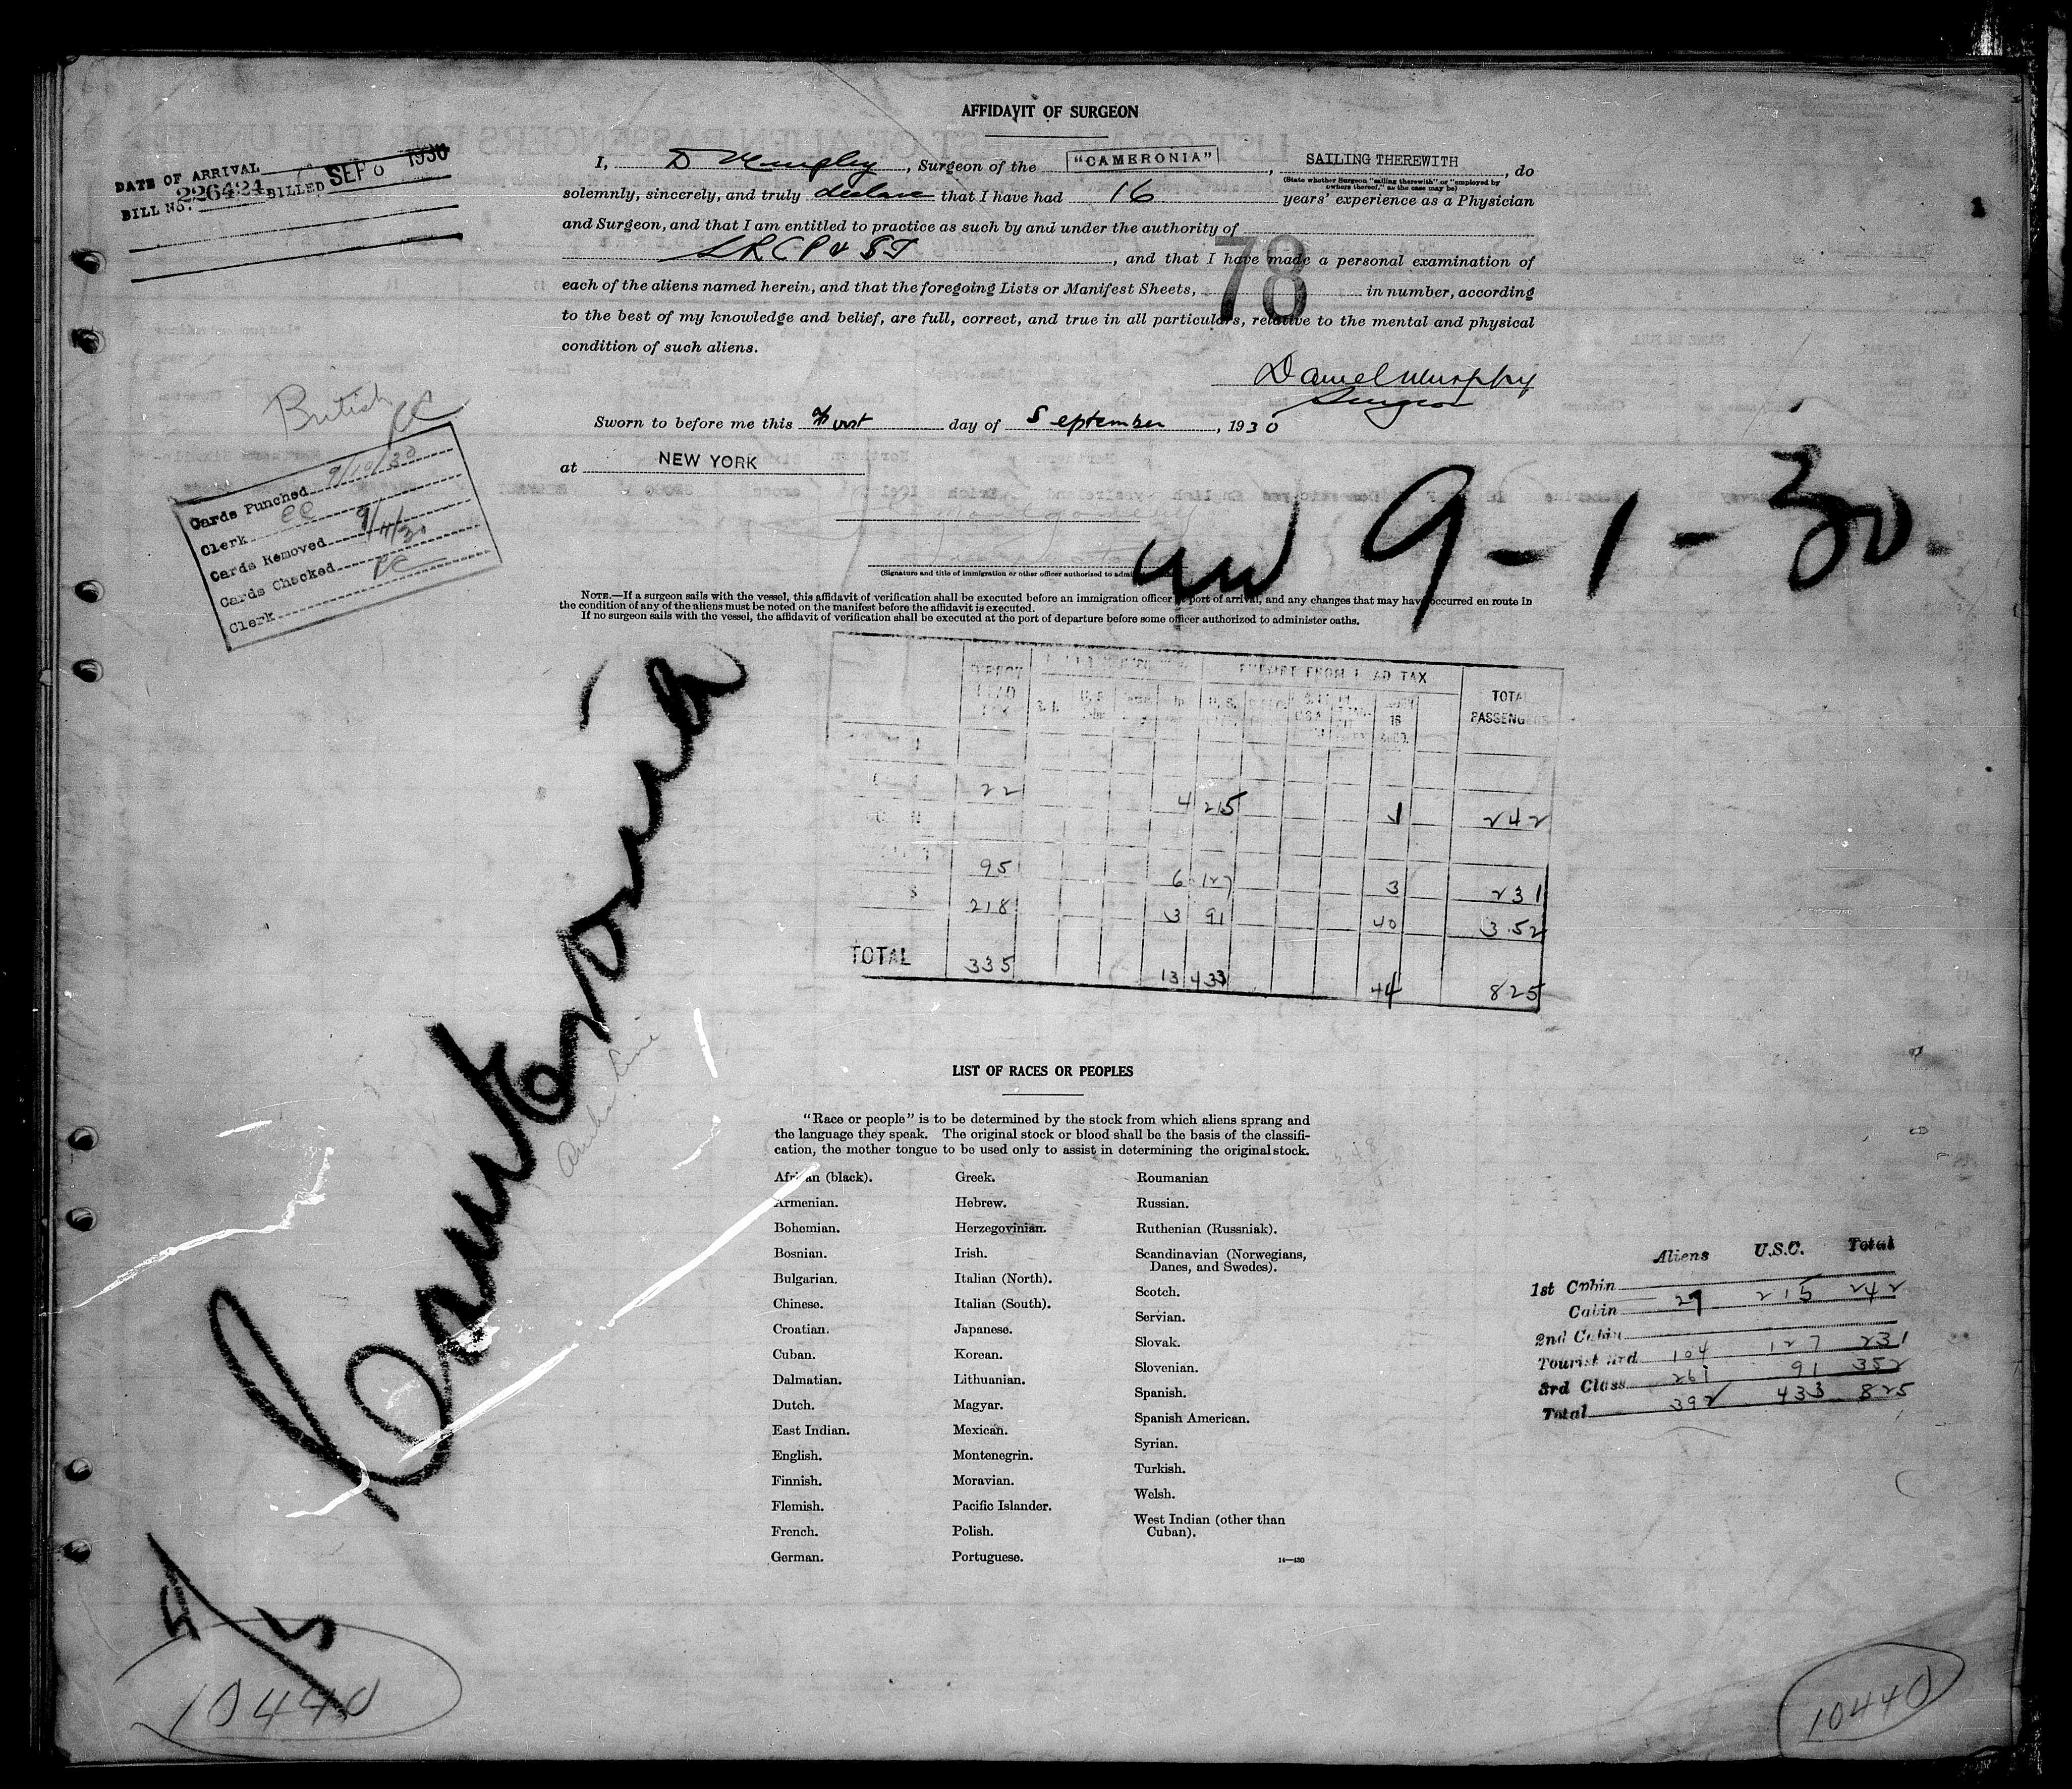 AFFIDAVIT OF SURGEON
DATE OF ARRIVAL
BILL No. 226424 BILLED SEP 8 1930
I, D Murphy, Surgeon of the "CAMERONIA", SAILING THEREWITH, do
(State whether Surgeon "sailing therewith" or "employed by
owners thereof," as the case may be)
solemnly, sincerely, and truly declare that I have had 16 years' experience as a Physician
and Surgeon, and that I am entitled to practice as such by and under the authority of
LRCP & S I, and that I have made a personal examination of
each of the aliens named herein, and that the foregoing Lists or Manifest Sheets, 78 in number, according
to the best of my knowledge and belief, are full, correct, and true in all particulars, relative to the mental and physical
condition of such aliens.
Daniel Murphy
Surgeon
Sworn to before me this First day of September, 1930
at NEW YORK
British
Cards Punched 9/10/30
Clerk CC
Cards Removed 9/11/30
Cards Checked
Clerk
9-1-30
(Signature and title of immigration or other officer authorized to
NOTE.—If a surgeon sails with the vessel, this affidavit of verification shall be executed before an immigration officer port of arrival, and any changes that may have occurred en route in
the condition of any of the aliens must be noted on the manifest before the affidavit is executed.
If no surgeon sails with the vessel, the affidavit of verification shall be executed at the port of departure before some officer authorized to administer oaths.
EXEMPT FROM HEAD TAX
TOTAL
PASSENGERS
22 4 215 1 242
95 6 127 3 231
218 3 91 40 352
TOTAL 335 13 433 44 825
Cameronia
Anchor Line
LIST OF RACES OR PEOPLES
"Race or people" is to be determined by the stock from which aliens sprang and
the language they speak. The original stock or blood shall be the basis of the classifi-
cation, the mother tongue to be used only to assist in determining the original stock.
African (black).
Armenian.
Bohemian.
Bosnian.
Bulgarian.
Chinese.
Croatian.
Cuban.
Dalmatian.
Dutch.
East Indian.
English.
Finnish.
Flemish.
French.
German.
Greek.
Hebrew.
Herzegovinian.
Irish.
Italian (North).
Italian (South).
Japanese.
Korean.
Lithuanian.
Magyar.
Mexican.
Montenegrin.
Moravian.
Pacific Islander.
Polish.
Portuguese.
Roumanian
Russian.
Ruthenian (Russniak).
Scandinavian (Norwegians,
Danes, and Swedes).
Scotch.
Servian.
Slovak.
Slovenian.
Spanish.
Spanish American.
Syrian.
Turkish.
Welsh.
West Indian (other than
Cuban).
14—430
Aliens U.S.C. Total
1st Cabin
Cabin 27 215 242
2nd Cabin
Tourist 3rd 104 127 231
3rd Class 261 91 352
Total 392 433 825
10440
10440
1